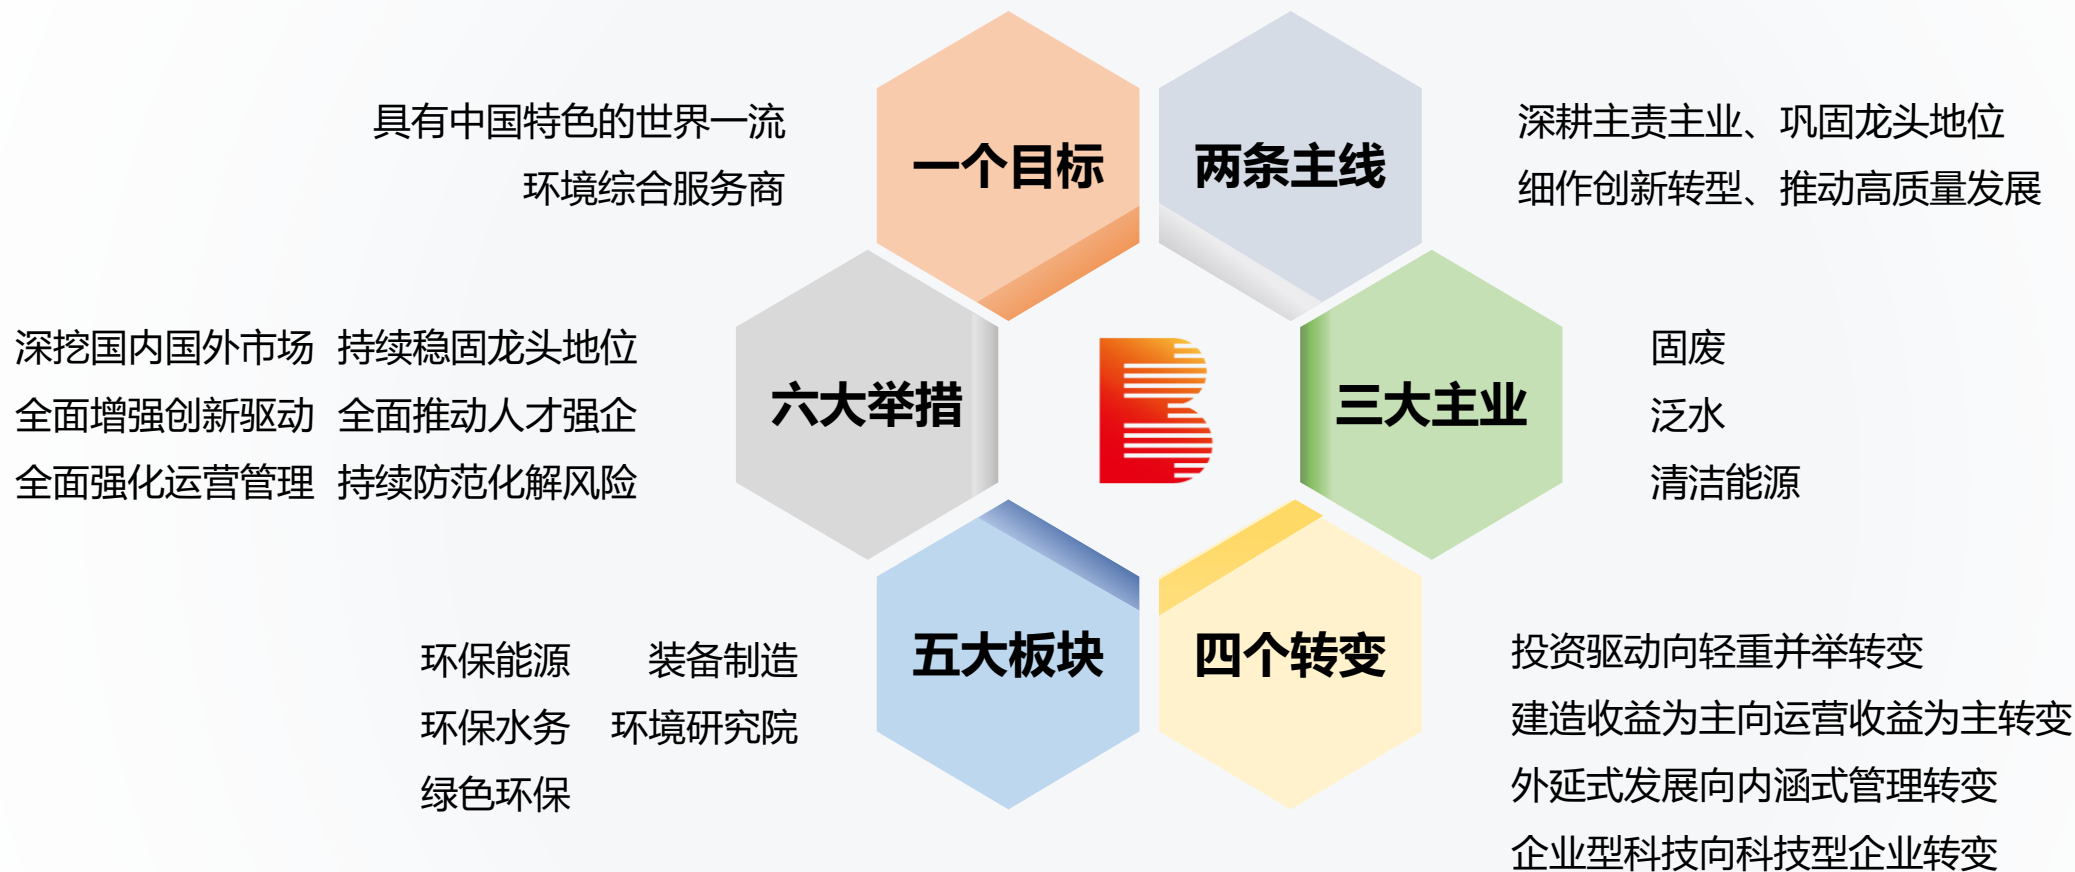 一个目标
具有中国特色的世界一流
环境综合服务商
两条主线
深耕主责主业、巩固龙头地位
细作创新转型、推动高质量发展
三大主业
固废
泛水
清洁能源
四个转变
投资驱动向轻重并举转变
建造收益为主向运营收益为主转变
外延式发展向内涵式管理转变
企业型科技向科技型企业转变
五大板块
环保能源 装备制造
环保水务 环境研究院
绿色环保
六大举措
深挖国内国外市场 持续稳固龙头地位
全面增强创新驱动 全面推动人才强企
全面强化运营管理 持续防范化解风险